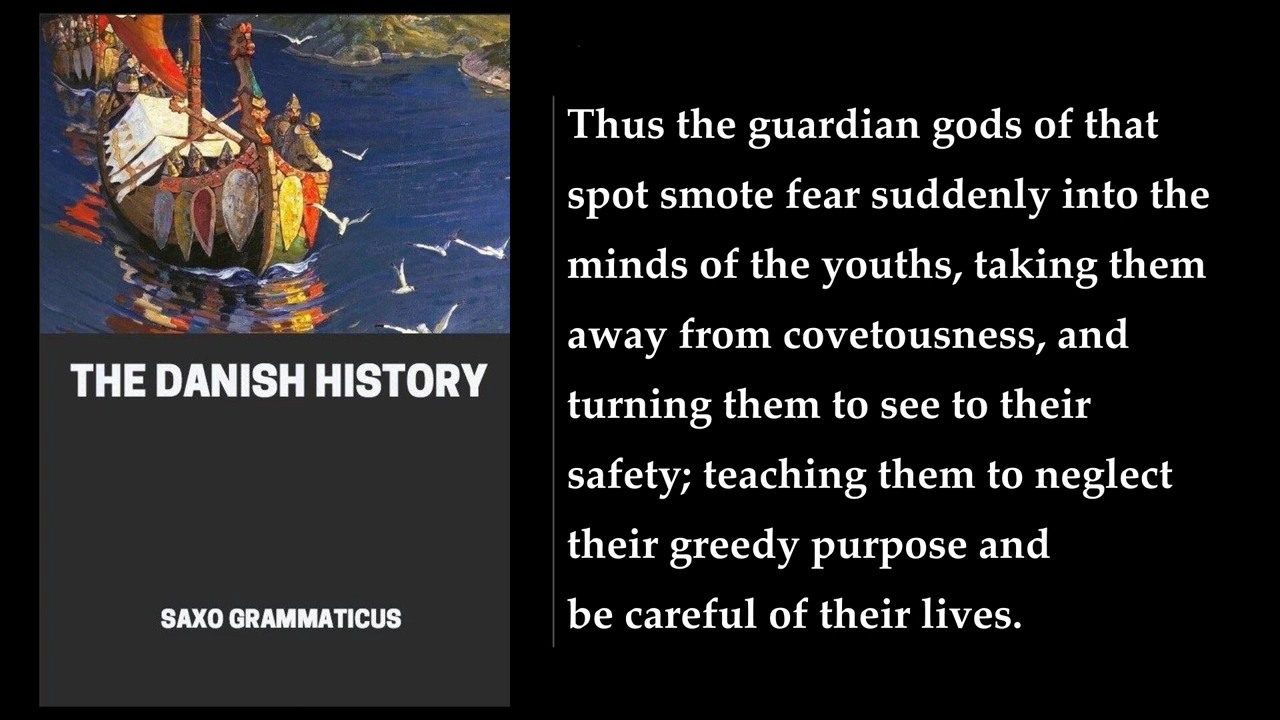 THE DANISH HISTORY
SAXO GRAMMATICUS
Thus the guardian gods of that
spot smote fear suddenly into the
minds of the youths, taking them
away from covetousness, and
turning them to see to their
safety; teaching them to neglect
their greedy purpose and
be careful of their lives.